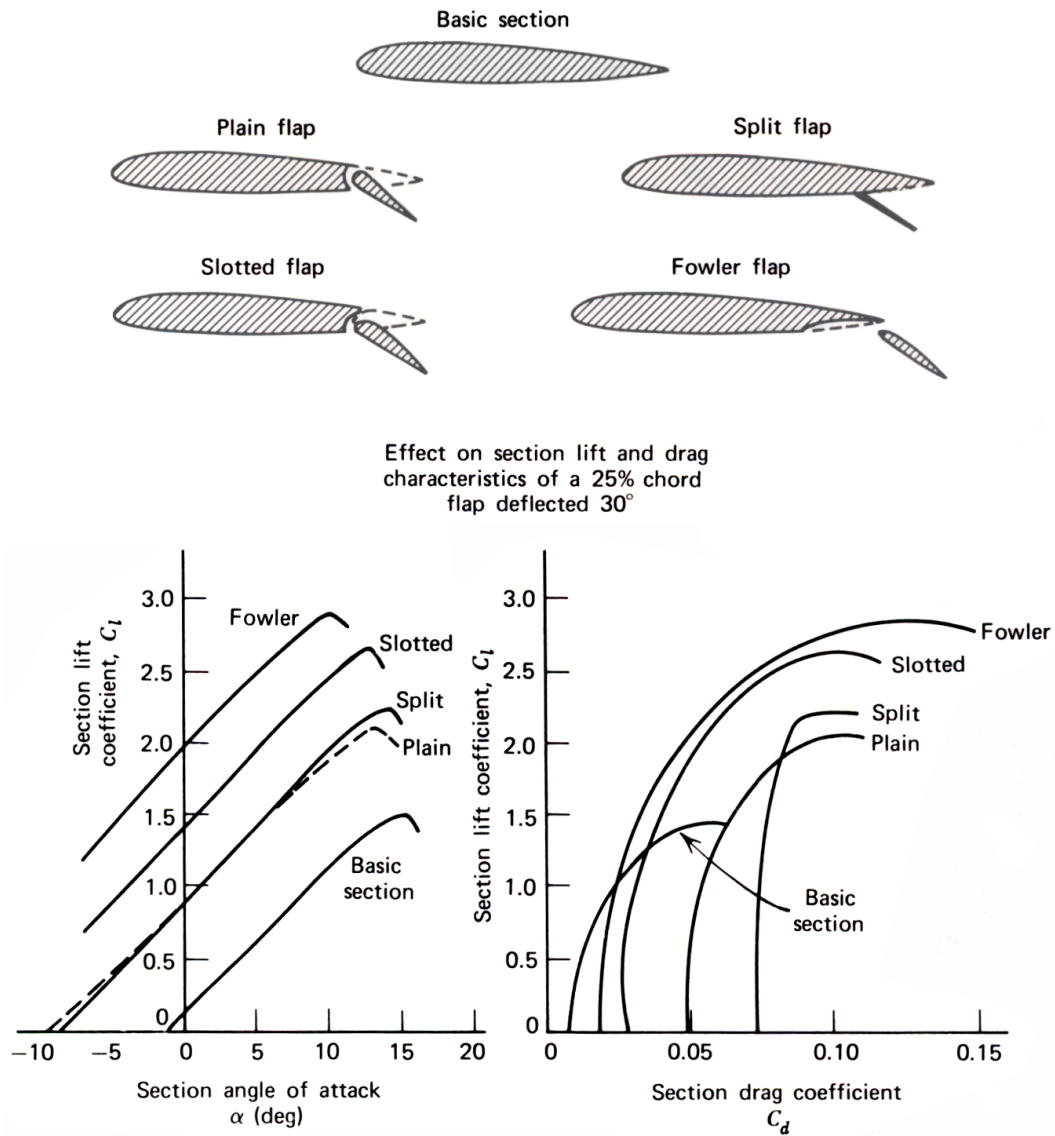 Basic section
Plain flap
Split flap
Slotted flap
Fowler flap
Effect on section lift and drag
characteristics of a 25% chord
flap deflected 30°
Section lift
coefficient, C_l
3.0
2.5
2.0
1.5
1.0
0.5
0
Fowler
Slotted
Split
Plain
Basic
section
−10
−5
0
5
10
15
20
Section angle of attack
α (deg)
Section lift coefficient, C_l
3.0
2.5
2.0
1.5
1.0
0.5
0
Fowler
Slotted
Split
Plain
Basic
section
0
0.05
0.10
0.15
Section drag coefficient
C_d